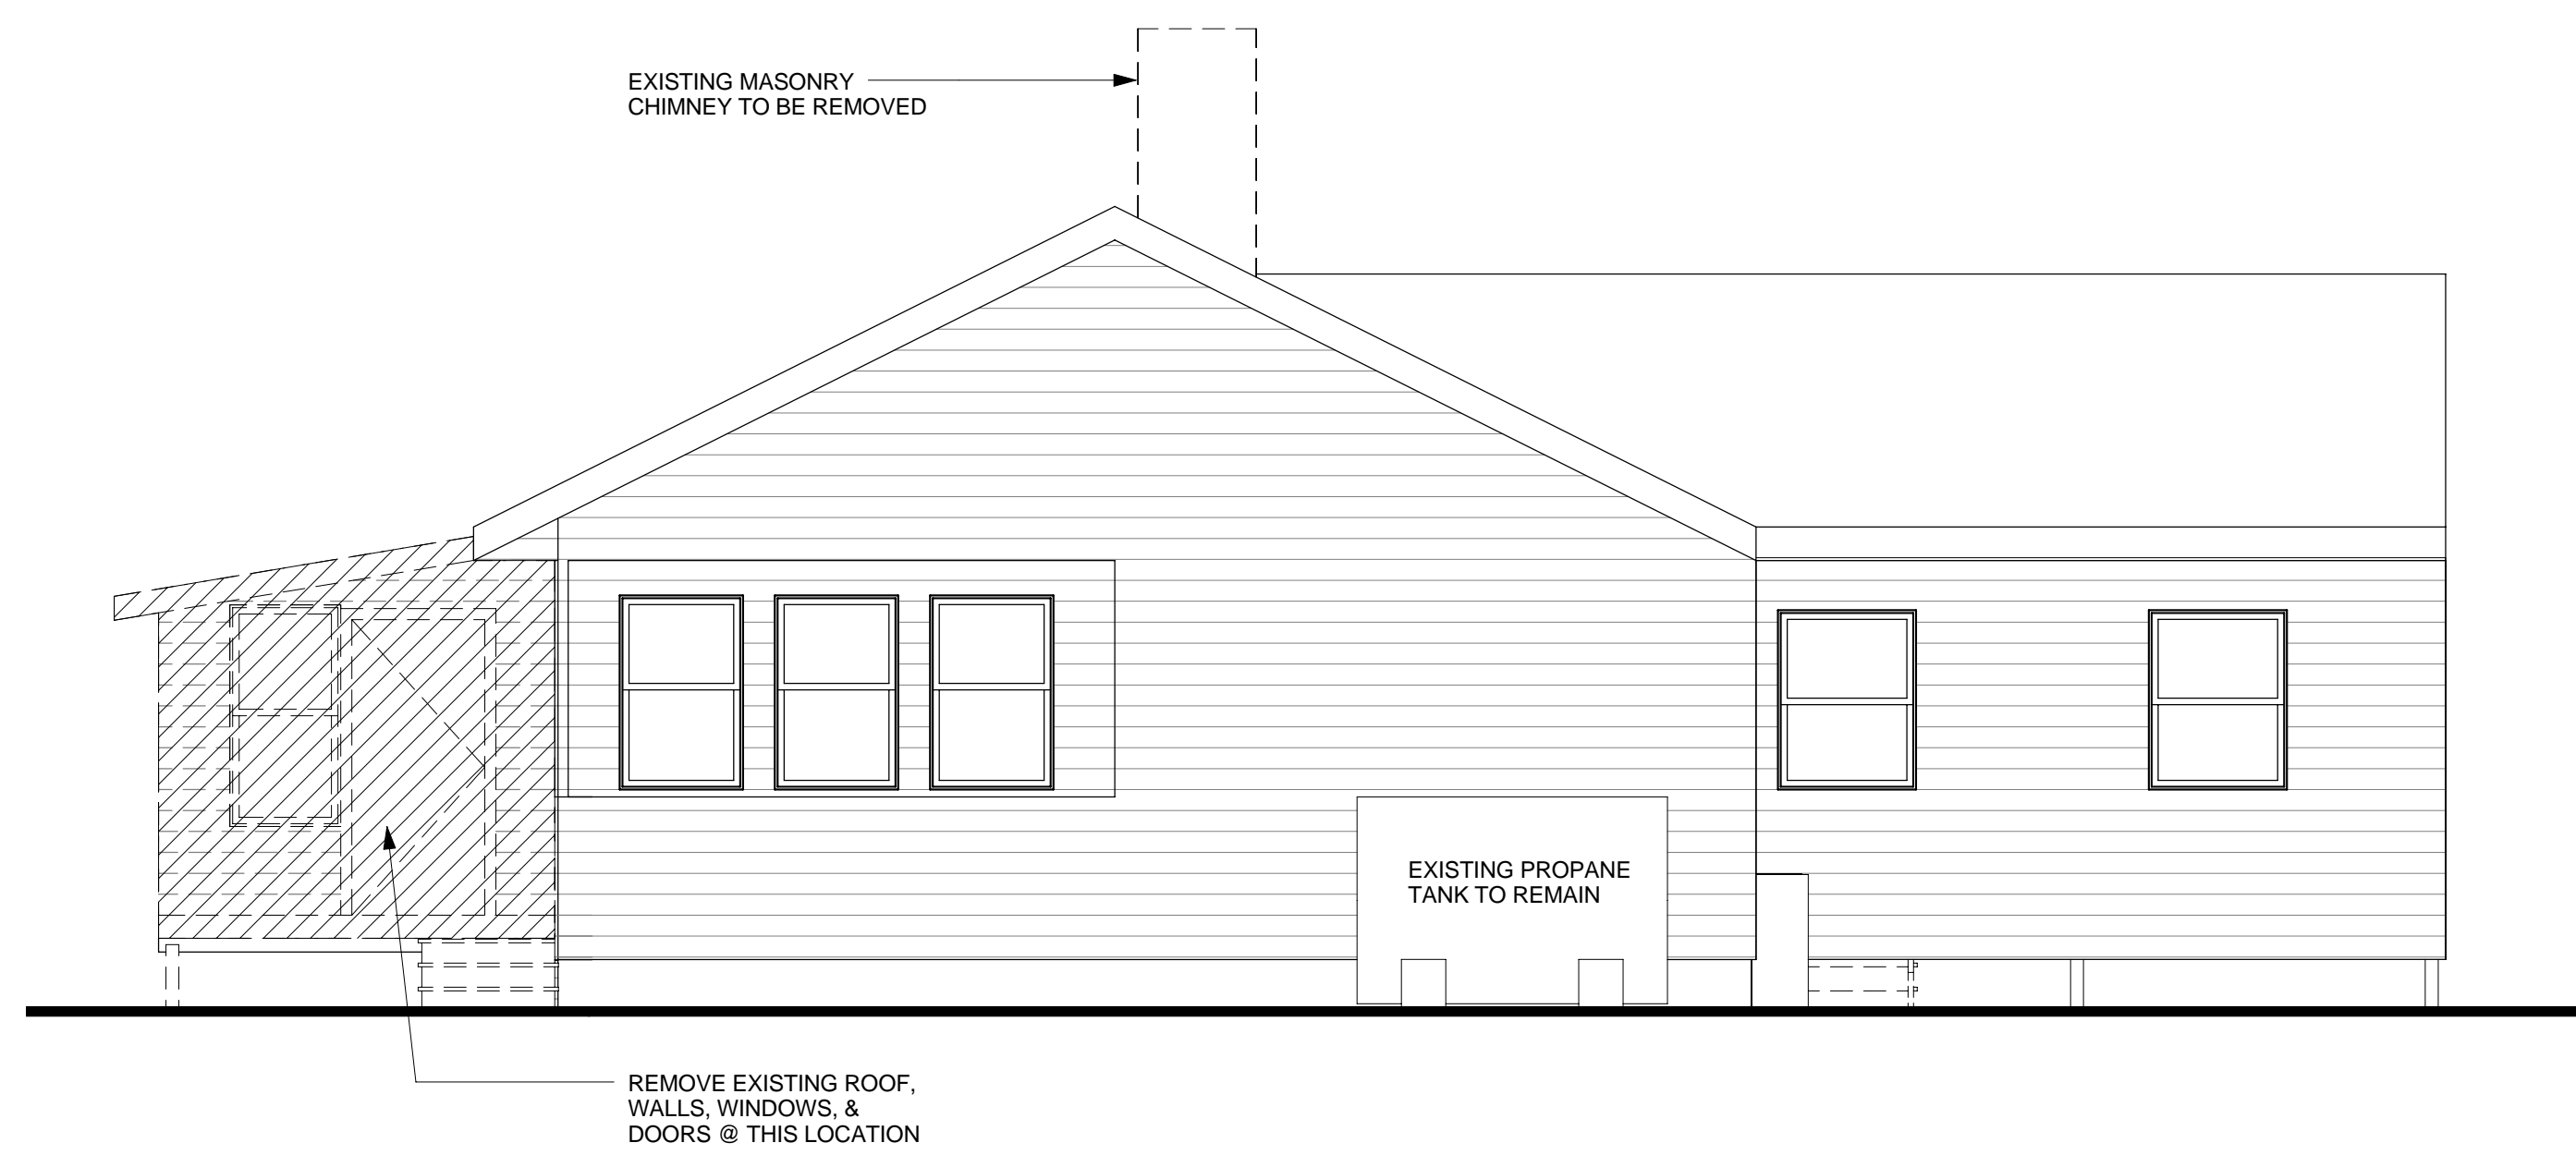 EXISTING MASONRY
CHIMNEY TO BE REMOVED
EXISTING PROPANE
TANK TO REMAIN
REMOVE EXISTING ROOF,
WALLS, WINDOWS, &
DOORS @ THIS LOCATION